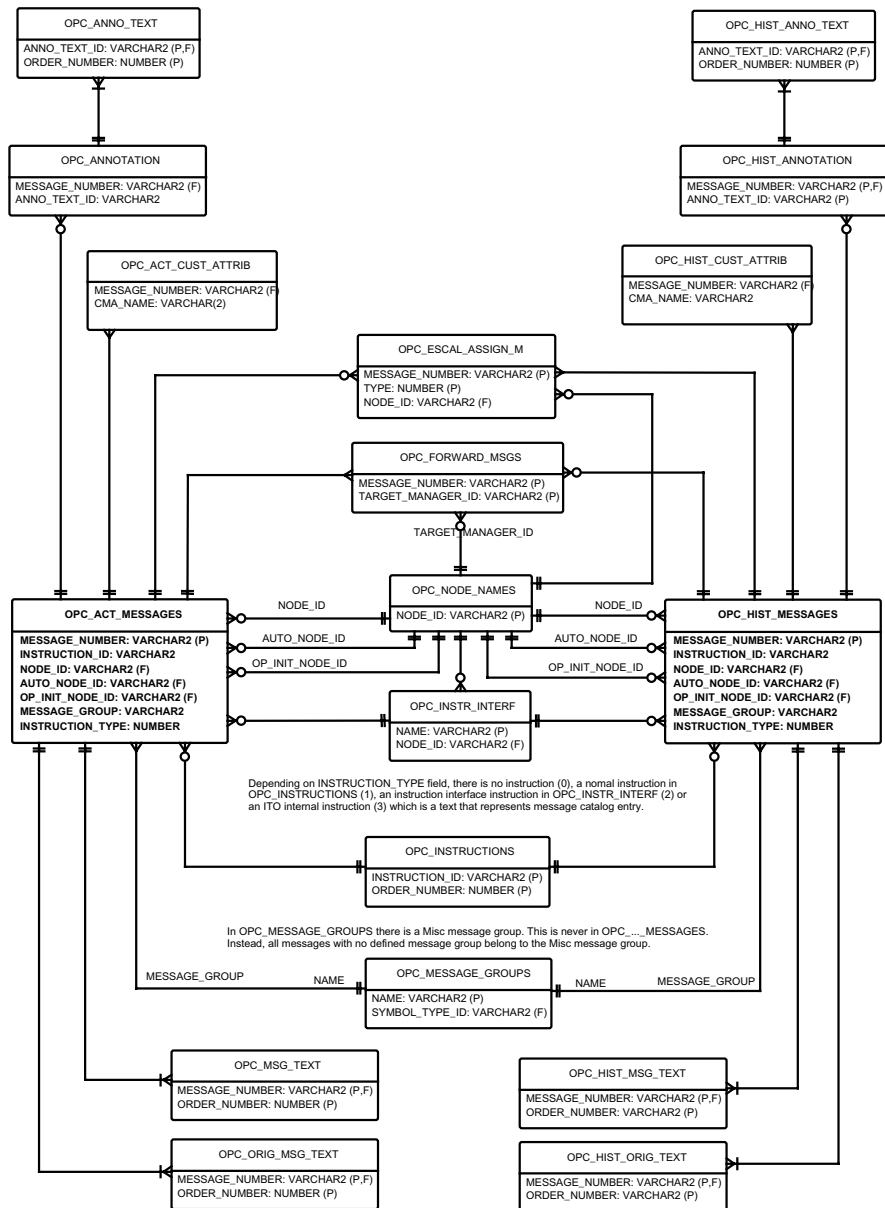 OPC_ANNO_TEXT
ANNO_TEXT_ID: VARCHAR2 (P,F)
ORDER_NUMBER: NUMBER (P)
OPC_HIST_ANNO_TEXT
ANNO_TEXT_ID: VARCHAR2 (P,F)
ORDER_NUMBER: NUMBER (P)
OPC_ANNOTATION
MESSAGE_NUMBER: VARCHAR2 (F)
ANNO_TEXT_ID: VARCHAR2
OPC_HIST_ANNOTATION
MESSAGE_NUMBER: VARCHAR2 (P,F)
ANNO_TEXT_ID: VARCHAR2 (P)
OPC_ACT_CUST_ATTRIB
MESSAGE_NUMBER: VARCHAR2 (F)
CMA_NAME: VARCHAR(2)
OPC_HIST_CUST_ATTRIB
MESSAGE_NUMBER: VARCHAR2 (F)
CMA_NAME: VARCHAR2
OPC_ESCAL_ASSIGN_M
MESSAGE_NUMBER: VARCHAR2 (P)
TYPE: NUMBER (P)
NODE_ID: VARCHAR2 (F)
OPC_FORWARD_MSGS
MESSAGE_NUMBER: VARCHAR2 (P)
TARGET_MANAGER_ID: VARCHAR2 (P)
TARGET_MANAGER_ID
OPC_NODE_NAMES
NODE_ID: VARCHAR2 (P)
OPC_ACT_MESSAGES
MESSAGE_NUMBER: VARCHAR2 (P)
INSTRUCTION_ID: VARCHAR2
NODE_ID: VARCHAR2 (F)
AUTO_NODE_ID: VARCHAR2 (F)
OP_INIT_NODE_ID: VARCHAR2 (F)
MESSAGE_GROUP: VARCHAR2
INSTRUCTION_TYPE: NUMBER
NODE_ID
AUTO_NODE_ID
OP_INIT_NODE_ID
NODE_ID
AUTO_NODE_ID
OP_INIT_NODE_ID
OPC_HIST_MESSAGES
MESSAGE_NUMBER: VARCHAR2 (P)
INSTRUCTION_ID: VARCHAR2
NODE_ID: VARCHAR2 (F)
AUTO_NODE_ID: VARCHAR2 (F)
OP_INIT_NODE_ID: VARCHAR2 (F)
MESSAGE_GROUP: VARCHAR2
INSTRUCTION_TYPE: NUMBER
OPC_INSTR_INTERF
NAME: VARCHAR2 (P)
NODE_ID: VARCHAR2 (F)
Depending on INSTRUCTION_TYPE field, there is no instruction (0), a nomal instruction in
OPC_INSTRUCTIONS (1), an instruction interface instruction in OPC_INSTR_INTERF (2) or
an ITO internal instruction (3) which is a text that represents message catalog entry.
OPC_INSTRUCTIONS
INSTRUCTION_ID: VARCHAR2 (P)
ORDER_NUMBER: NUMBER (P)
In OPC_MESSAGE_GROUPS there is a Misc message group. This is never in OPC_..._MESSAGES.
Instead, all messages with no defined message group belong to the Misc message group.
MESSAGE_GROUP
NAME
OPC_MESSAGE_GROUPS
NAME: VARCHAR2 (P)
SYMBOL_TYPE_ID: VARCHAR2 (F)
NAME
MESSAGE_GROUP
OPC_MSG_TEXT
MESSAGE_NUMBER: VARCHAR2 (P,F)
ORDER_NUMBER: NUMBER (P)
OPC_HIST_MSG_TEXT
MESSAGE_NUMBER: VARCHAR2 (P,F)
ORDER_NUMBER: VARCHAR2 (P)
OPC_ORIG_MSG_TEXT
MESSAGE_NUMBER: VARCHAR2 (P,F)
ORDER_NUMBER: NUMBER (P)
OPC_HIST_ORIG_TEXT
MESSAGE_NUMBER: VARCHAR2 (P,F)
ORDER_NUMBER: VARCHAR2 (P)